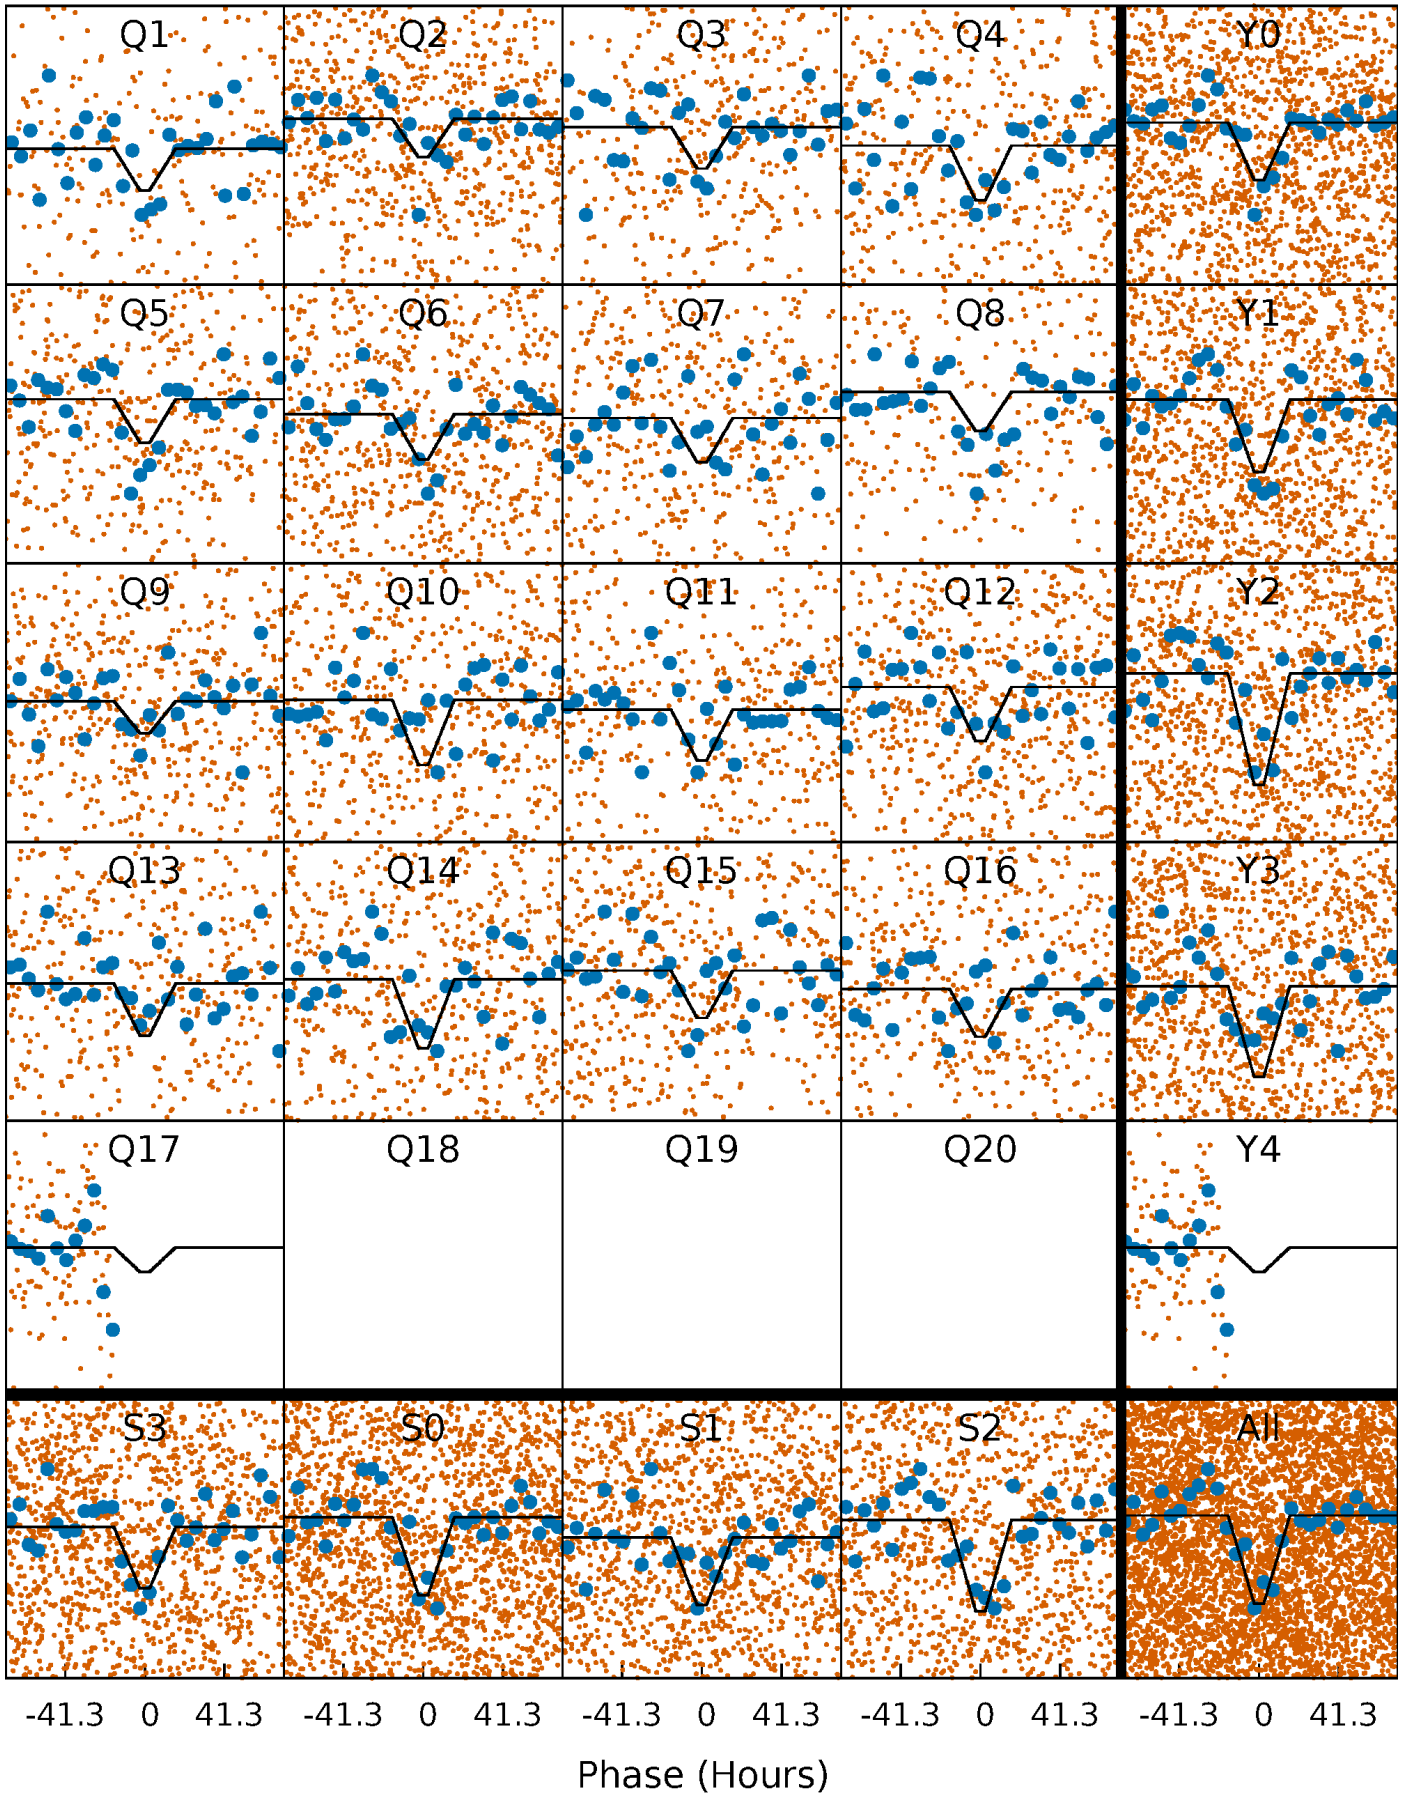 Q1 Q2 Q3 Q4 Y0
Q5 Q6 Q7 Q8 Y1
Q9 Q10 Q11 Q12 Y2
Q13 Q14 Q15 Q16 Y3
Q17 Q18 Q19 Q20 Y4
S3 S0 S1 S2 All
-41.3 0 41.3 -41.3 0 41.3 -41.3 0 41.3 -41.3 0 41.3 -41.3 0 41.3
Phase (Hours)